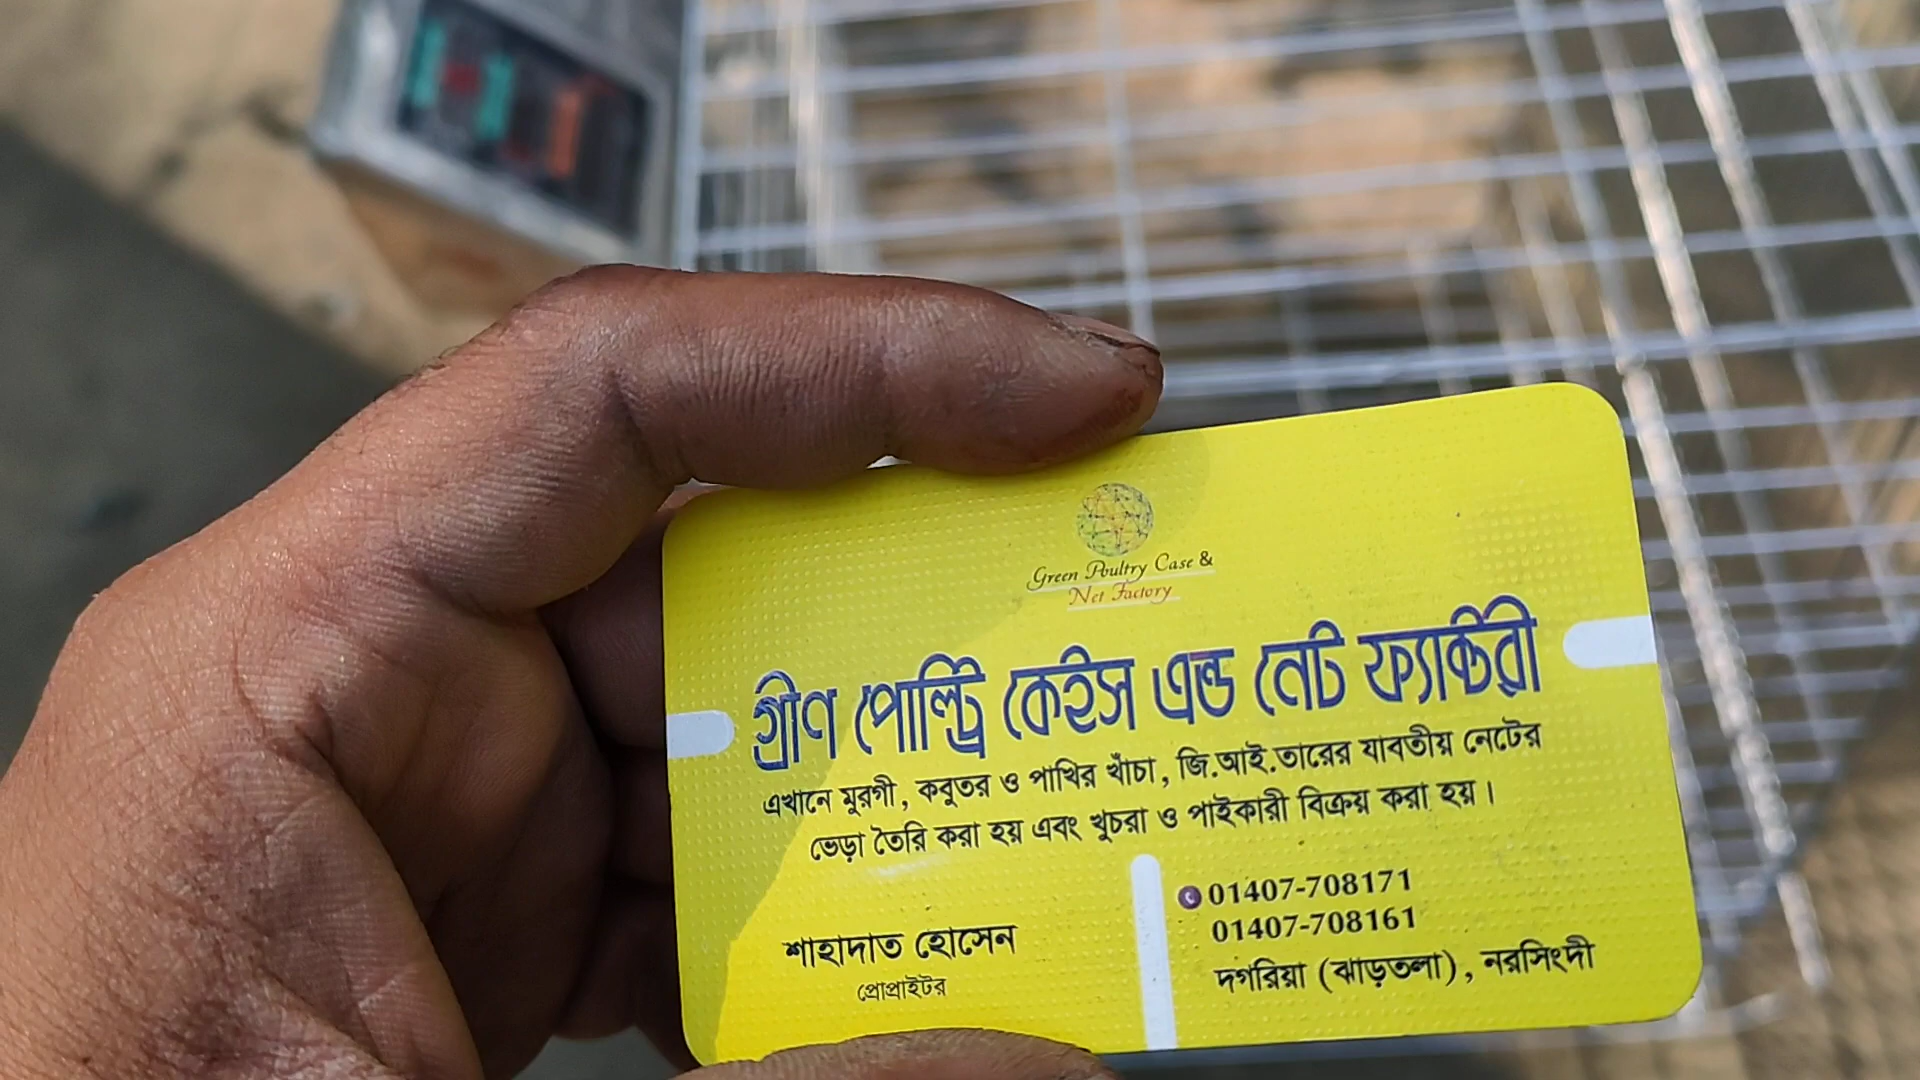 Green Poultry Case &
Net Factory
গ্রীণ পোল্ট্রি কেইস এন্ড নেট ফ্যাক্টরী
এখানে মুরগী, কবুতর ও পাখির খাঁচা, জি.আই.তারের যাবতীয় নেটের
ভেড়া তৈরি করা হয় এবং খুচরা ও পাইকারী বিক্রয় করা হয়।
শাহাদাত হোসেন
প্রোপ্রাইটর
01407-708171
01407-708161
দগরিয়া (ঝাড়তলা), নরসিংদী